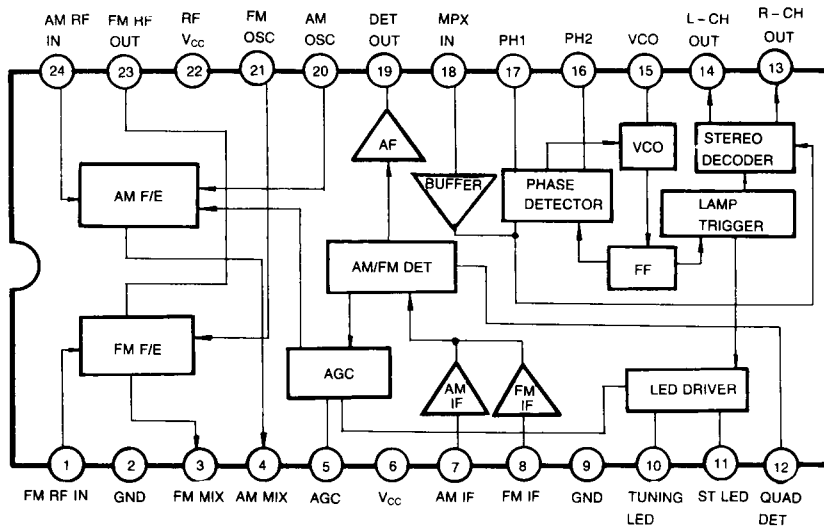 AM RF FM RF RF FM AM DET MPX PH1 PH2 VCO L-CH R-CH
IN OUT VCC OSC OSC OUT IN OUT OUT
24 23 22 21 20 19 18 17 16 15 14 13
AF
VCO
STEREO
DECODER
BUFFER
PHASE
DETECTOR
AM F/E
LAMP
TRIGGER
AM/FM DET
FF
FM F/E
AGC
AM
IF
FM
IF
LED DRIVER
1 2 3 4 5 6 7 8 9 10 11 12
FM RF IN GND FM MIX AM MIX AGC VCC AM IF FM IF GND TUNING ST LED QUAD
LED DET